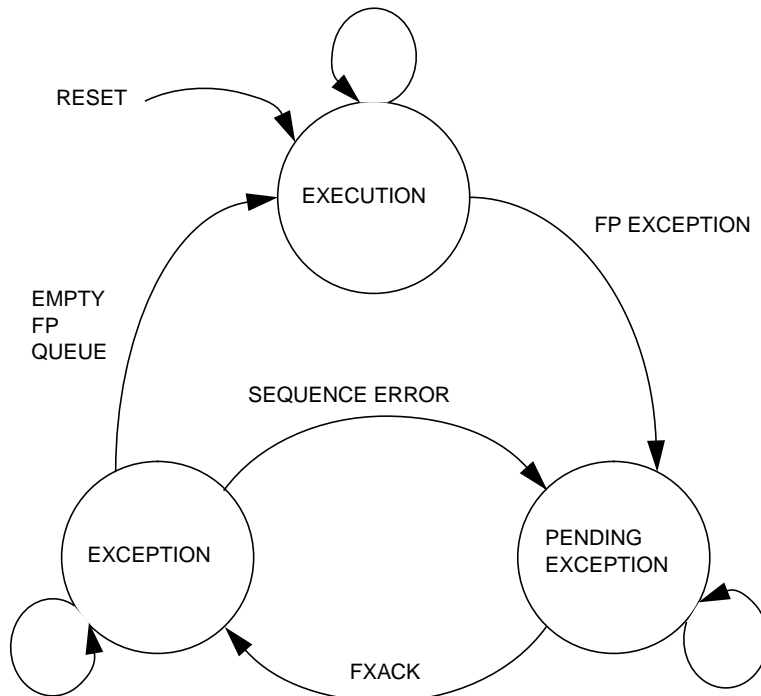 RESET
EXECUTION
FP EXCEPTION
EMPTY
FP
QUEUE
SEQUENCE ERROR
EXCEPTION
PENDING
EXCEPTION
FXACK